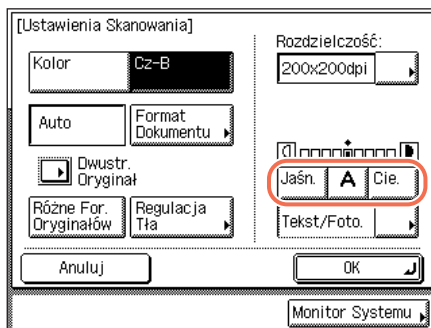 [Ustawienia Skanowania]
Rozdzielczość:
Kolor
Cz-B
200x200dpi
Auto
Format
Dokumentu
Dwustr.
Oryginał
Jaśn.
A
Cie.
Różne For.
Oryginałów
Regulacja
Tła
Tekst/Foto.
Anuluj
OK
Monitor Systemu